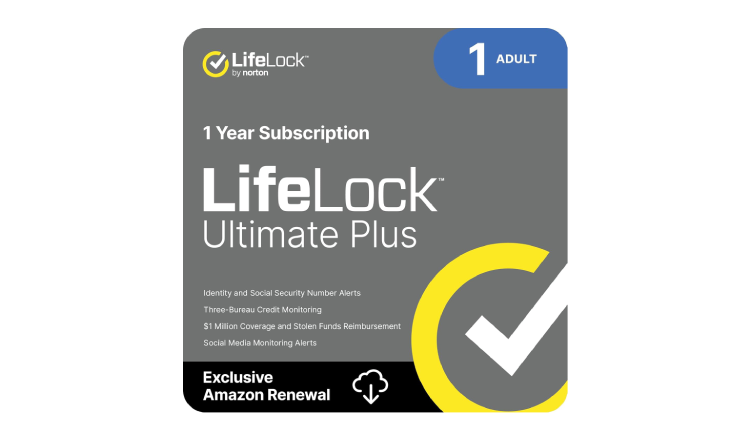 LifeLock™
by norton
1 ADULT
1 Year Subscription
LifeLock™
Ultimate Plus
Identity and Social Security Number Alerts
Three-Bureau Credit Monitoring
$1 Million Coverage and Stolen Funds Reimbursement
Social Media Monitoring Alerts
Exclusive
Amazon Renewal